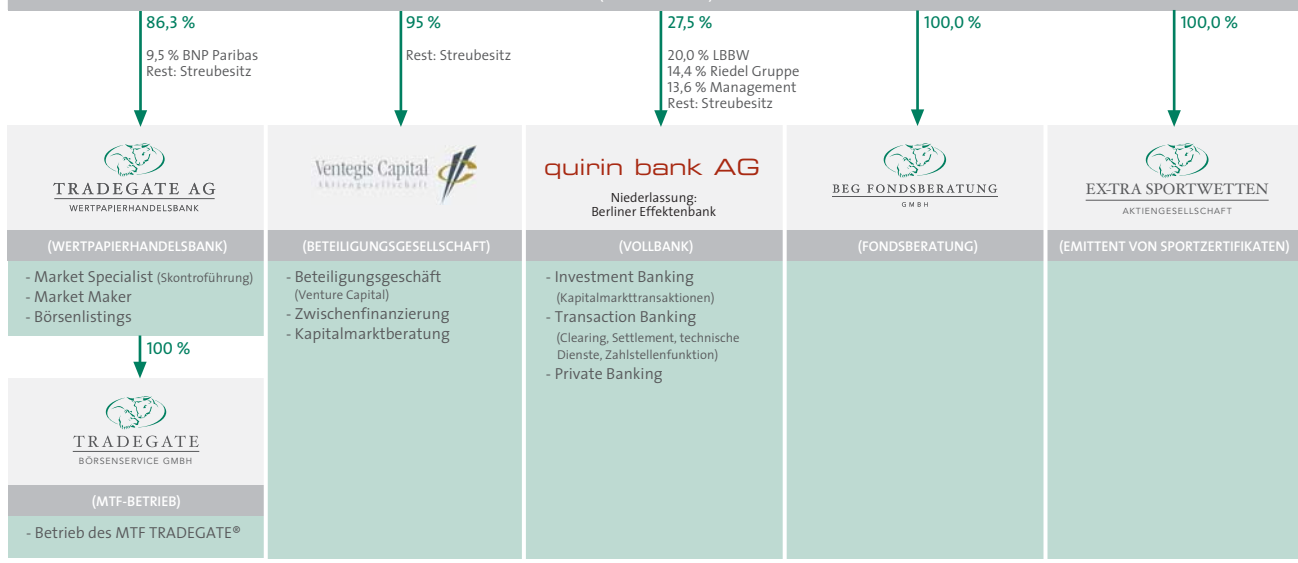 86,3 %
9,5 % BNP Paribas
Rest: Streubesitz
95 %
Rest: Streubesitz
27,5 %
20,0 % LBBW
14,4 % Riedel Gruppe
13,6 % Management
Rest: Streubesitz
100,0 %
100,0 %
TRADEGATE AG
WERTPAPIERHANDELSBANK
(WERTPAPIERHANDELSBANK)
- Market Specialist (Skontroführung)
- Market Maker
- Börsenlistings
100 %
TRADEGATE
BÖRSENSERVICE GMBH
(MTF-BETRIEB)
- Betrieb des MTF TRADEGATE®
Ventegis Capital
Aktiengesellschaft
(BETEILIGUNGSGESELLSCHAFT)
- Beteiligungsgeschäft
(Venture Capital)
- Zwischenfinanzierung
- Kapitalmarktberatung
quirin bank AG
Niederlassung:
Berliner Effektenbank
(VOLLBANK)
- Investment Banking
(Kapitalmarkttransaktionen)
- Transaction Banking
(Clearing, Settlement, technische
Dienste, Zahlstellenfunktion)
- Private Banking
BEG FONDSBERATUNG
GMBH
(FONDSBERATUNG)
EX-TRA SPORTWETTEN
AKTIENGESELLSCHAFT
(EMITTENT VON SPORTZERTIFIKATEN)